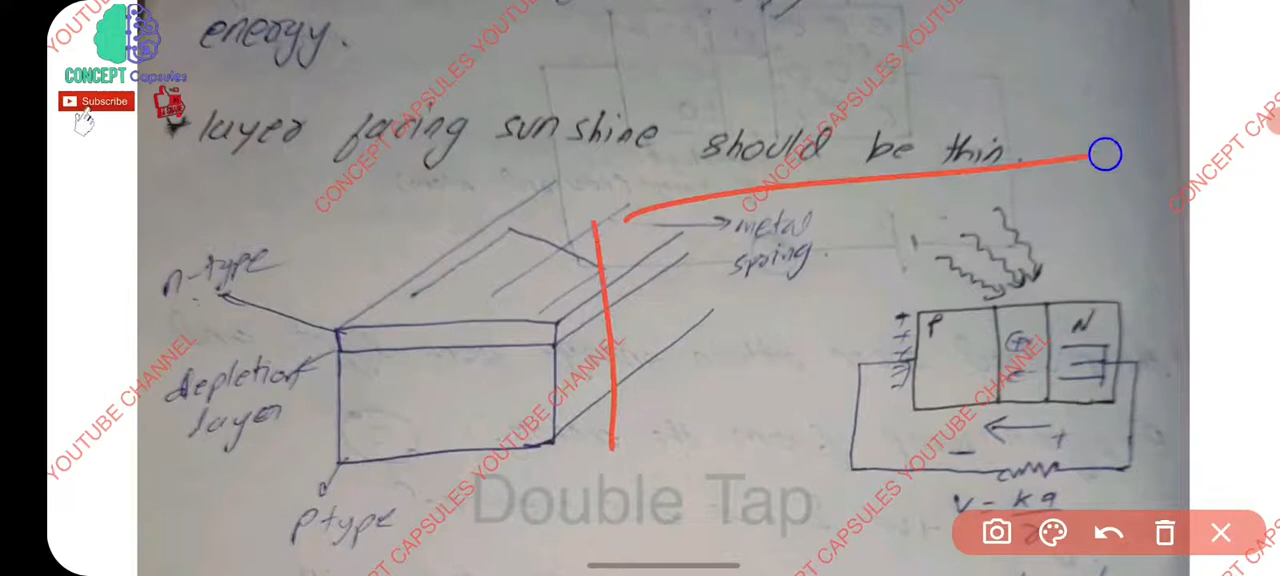 energy.
CONCEPT Capsules
Subscribe
layer facing sunshine should be thin.
metal
spring.
n-type
depletion
layer
P type
P
N
+
-
V = kq
Double Tap
CONCEPT CAPSULES YOUTUBE CHANNEL